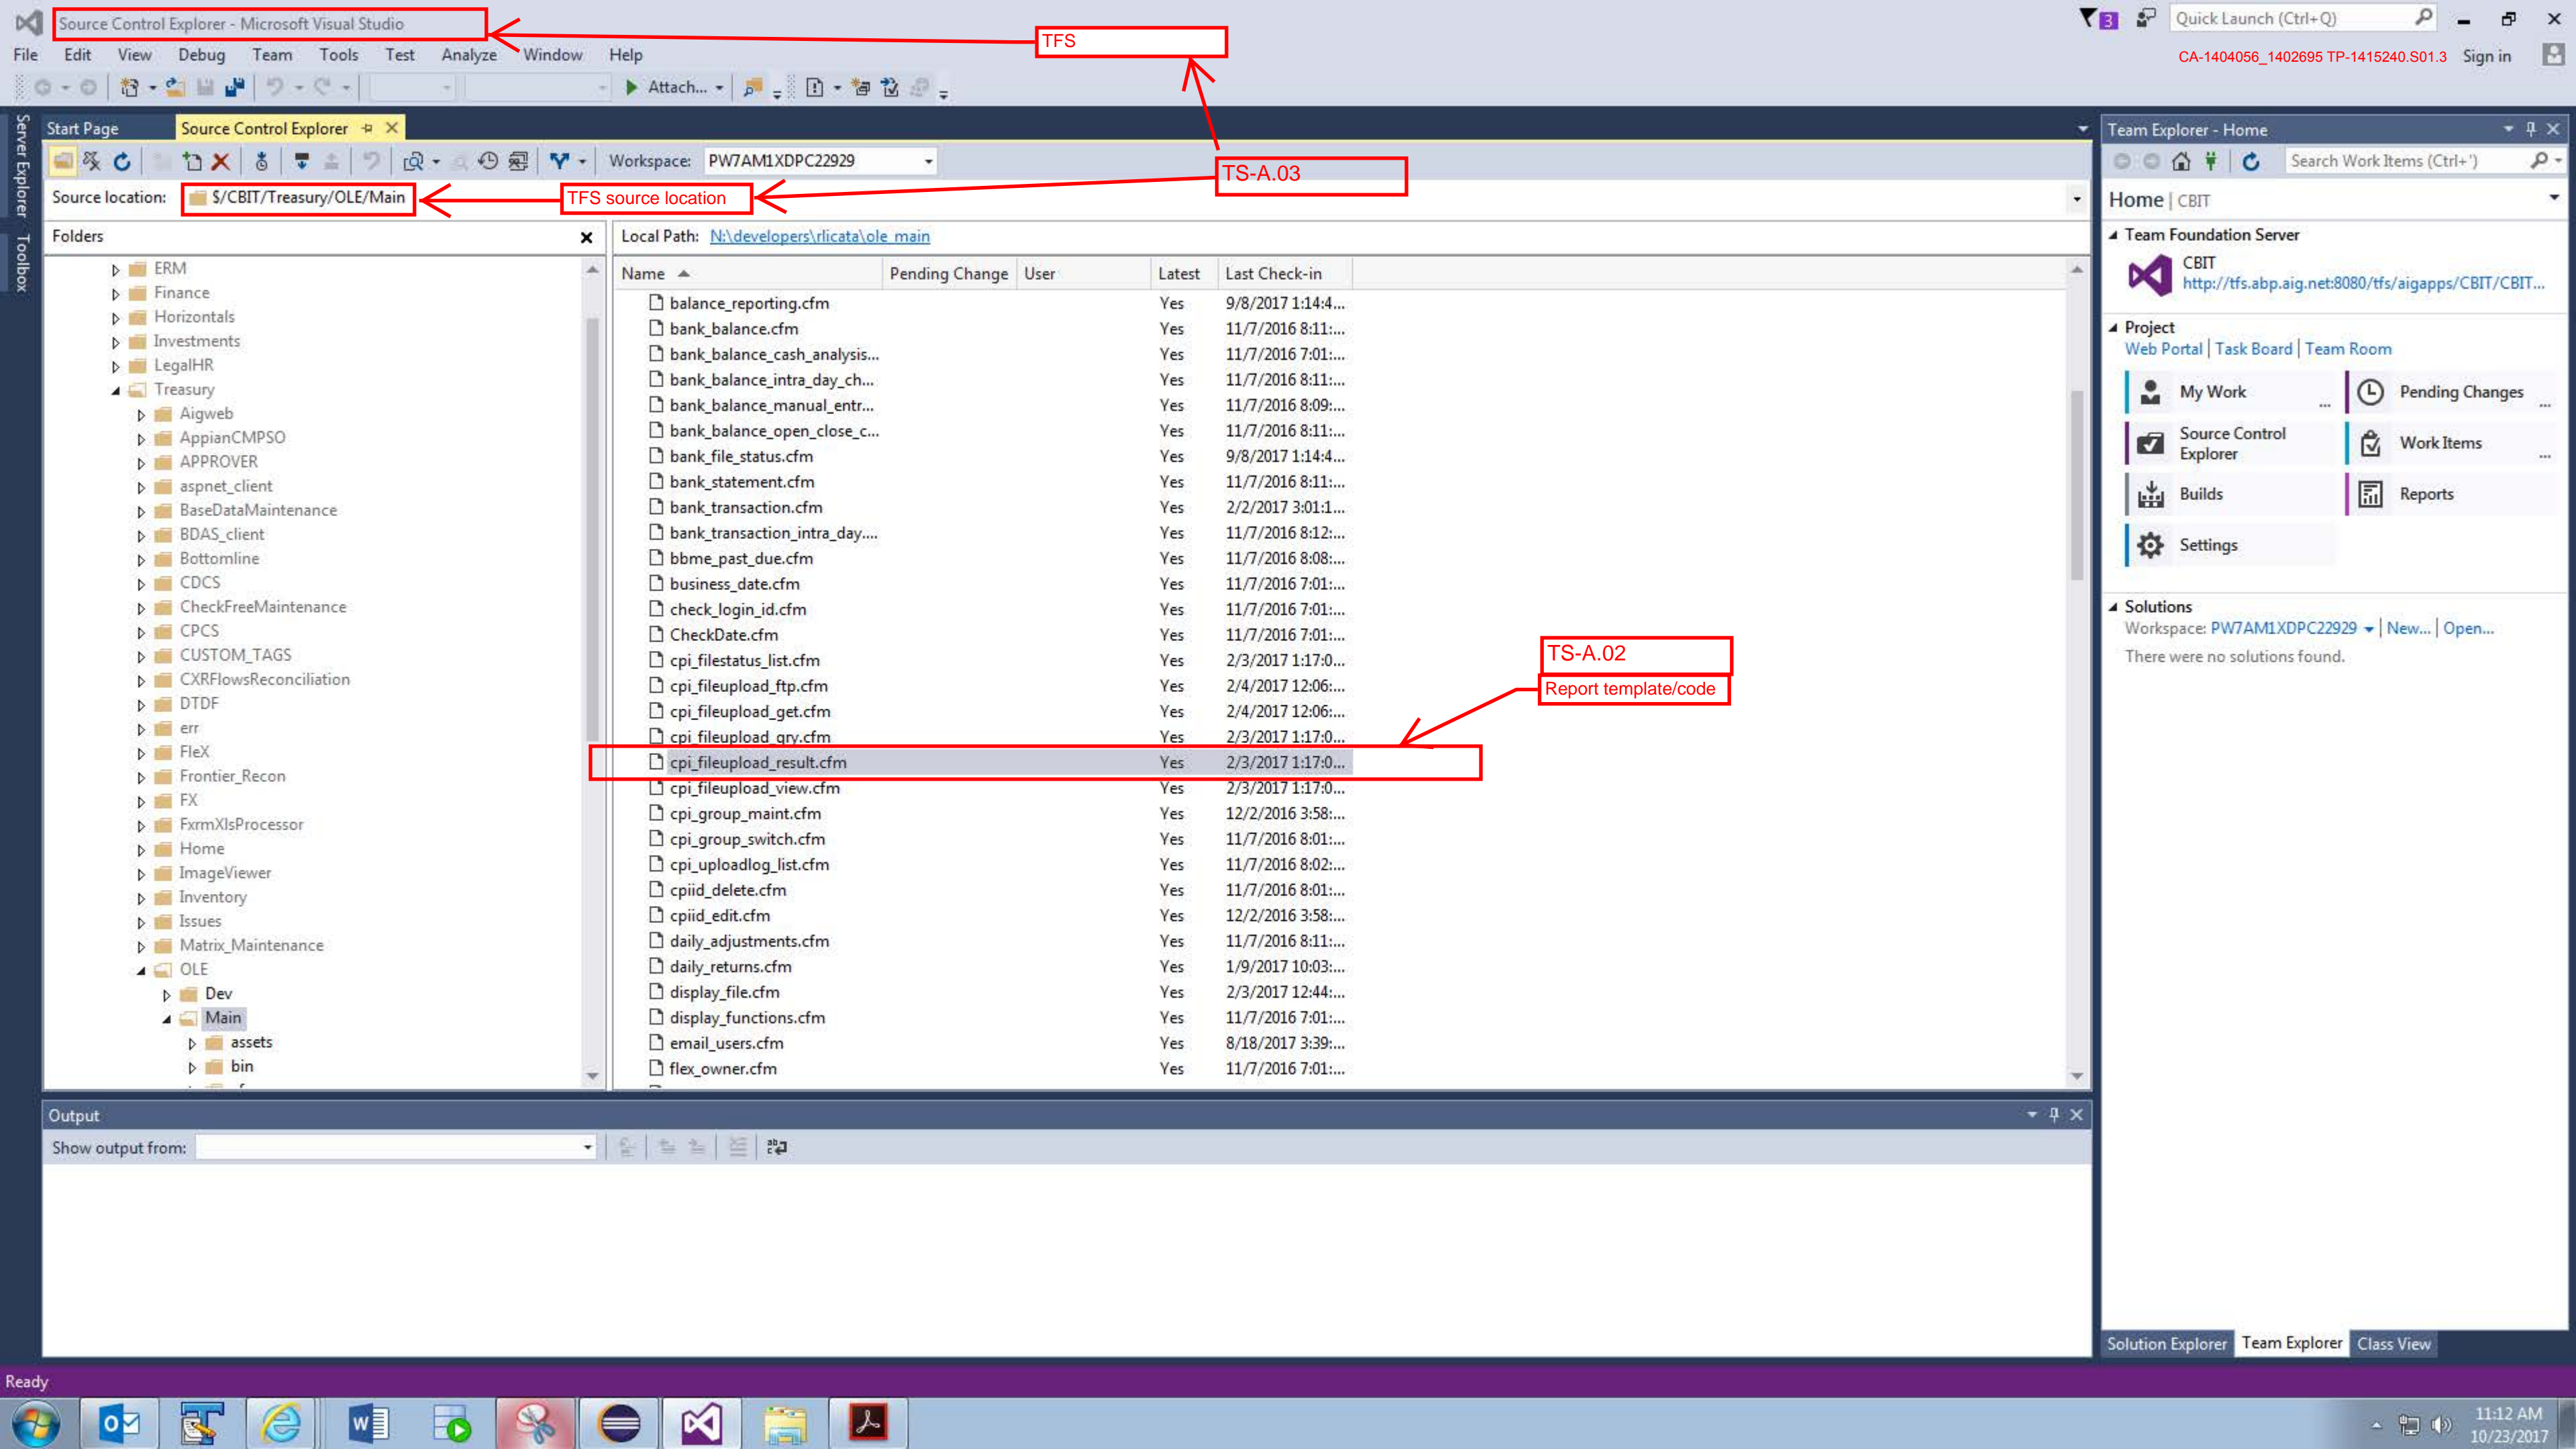 Source Control Explorer - Microsoft Visual Studio
TFS
3
Quick Launch (Ctrl+Q)
File Edit View Debug Team Tools Test Analyze Window Help
CA-1404056_1402695 TP-1415240.S01.3 Sign in
Attach...
Server Explorer
Toolbox
Start Page
Source Control Explorer
Workspace: PW7AM1XDPC22929
TS-A.03
Source location: $/CBIT/Treasury/OLE/Main
TFS source location
Folders
ERM
Finance
Horizontals
Investments
LegalHR
Treasury
Aigweb
AppianCMPSO
APPROVER
aspnet_client
BaseDataMaintenance
BDAS_client
Bottomline
CDCS
CheckFreeMaintenance
CPCS
CUSTOM_TAGS
CXRFlowsReconciliation
DTDF
err
FleX
Frontier_Recon
FX
FxrmXlsProcessor
Home
ImageViewer
Inventory
Issues
Matrix_Maintenance
OLE
Dev
Main
assets
bin
Local Path: N:\developers\rlicata\ole_main
Name Pending Change User Latest Last Check-in
balance_reporting.cfm Yes 9/8/2017 1:14:4...
bank_balance.cfm Yes 11/7/2016 8:11:...
bank_balance_cash_analysis... Yes 11/7/2016 7:01:...
bank_balance_intra_day_ch... Yes 11/7/2016 8:11:...
bank_balance_manual_entr... Yes 11/7/2016 8:09:...
bank_balance_open_close_c... Yes 11/7/2016 8:11:...
bank_file_status.cfm Yes 9/8/2017 1:14:4...
bank_statement.cfm Yes 11/7/2016 8:11:...
bank_transaction.cfm Yes 2/2/2017 3:01:1...
bank_transaction_intra_day.... Yes 11/7/2016 8:12:...
bbme_past_due.cfm Yes 11/7/2016 8:08:...
business_date.cfm Yes 11/7/2016 7:01:...
check_login_id.cfm Yes 11/7/2016 7:01:...
CheckDate.cfm Yes 11/7/2016 7:01:...
cpi_filestatus_list.cfm Yes 2/3/2017 1:17:0...
cpi_fileupload_ftp.cfm Yes 2/4/2017 12:06:...
cpi_fileupload_get.cfm Yes 2/4/2017 12:06:...
cpi_fileupload_qry.cfm Yes 2/3/2017 1:17:0...
cpi_fileupload_result.cfm Yes 2/3/2017 1:17:0...
cpi_fileupload_view.cfm Yes 2/3/2017 1:17:0...
cpi_group_maint.cfm Yes 12/2/2016 3:58:...
cpi_group_switch.cfm Yes 11/7/2016 8:01:...
cpi_uploadlog_list.cfm Yes 11/7/2016 8:02:...
cpiid_delete.cfm Yes 11/7/2016 8:01:...
cpiid_edit.cfm Yes 12/2/2016 3:58:...
daily_adjustments.cfm Yes 11/7/2016 8:11:...
daily_returns.cfm Yes 1/9/2017 10:03:...
display_file.cfm Yes 2/3/2017 12:44:...
display_functions.cfm Yes 11/7/2016 7:01:...
email_users.cfm Yes 8/18/2017 3:39:...
flex_owner.cfm Yes 11/7/2016 7:01:...
TS-A.02
Report template/code
Team Explorer - Home
Search Work Items (Ctrl+')
Home | CBIT
Team Foundation Server
CBIT
http://tfs.abp.aig.net:8080/tfs/aigapps/CBIT/CBIT...
Project
Web Portal | Task Board | Team Room
My Work ...
Pending Changes ...
Source Control Explorer
Work Items ...
Builds
Reports
Settings
Solutions
Workspace: PW7AM1XDPC22929 | New... | Open...
There were no solutions found.
Output
Show output from:
Solution Explorer Team Explorer Class View
Ready
11:12 AM
10/23/2017